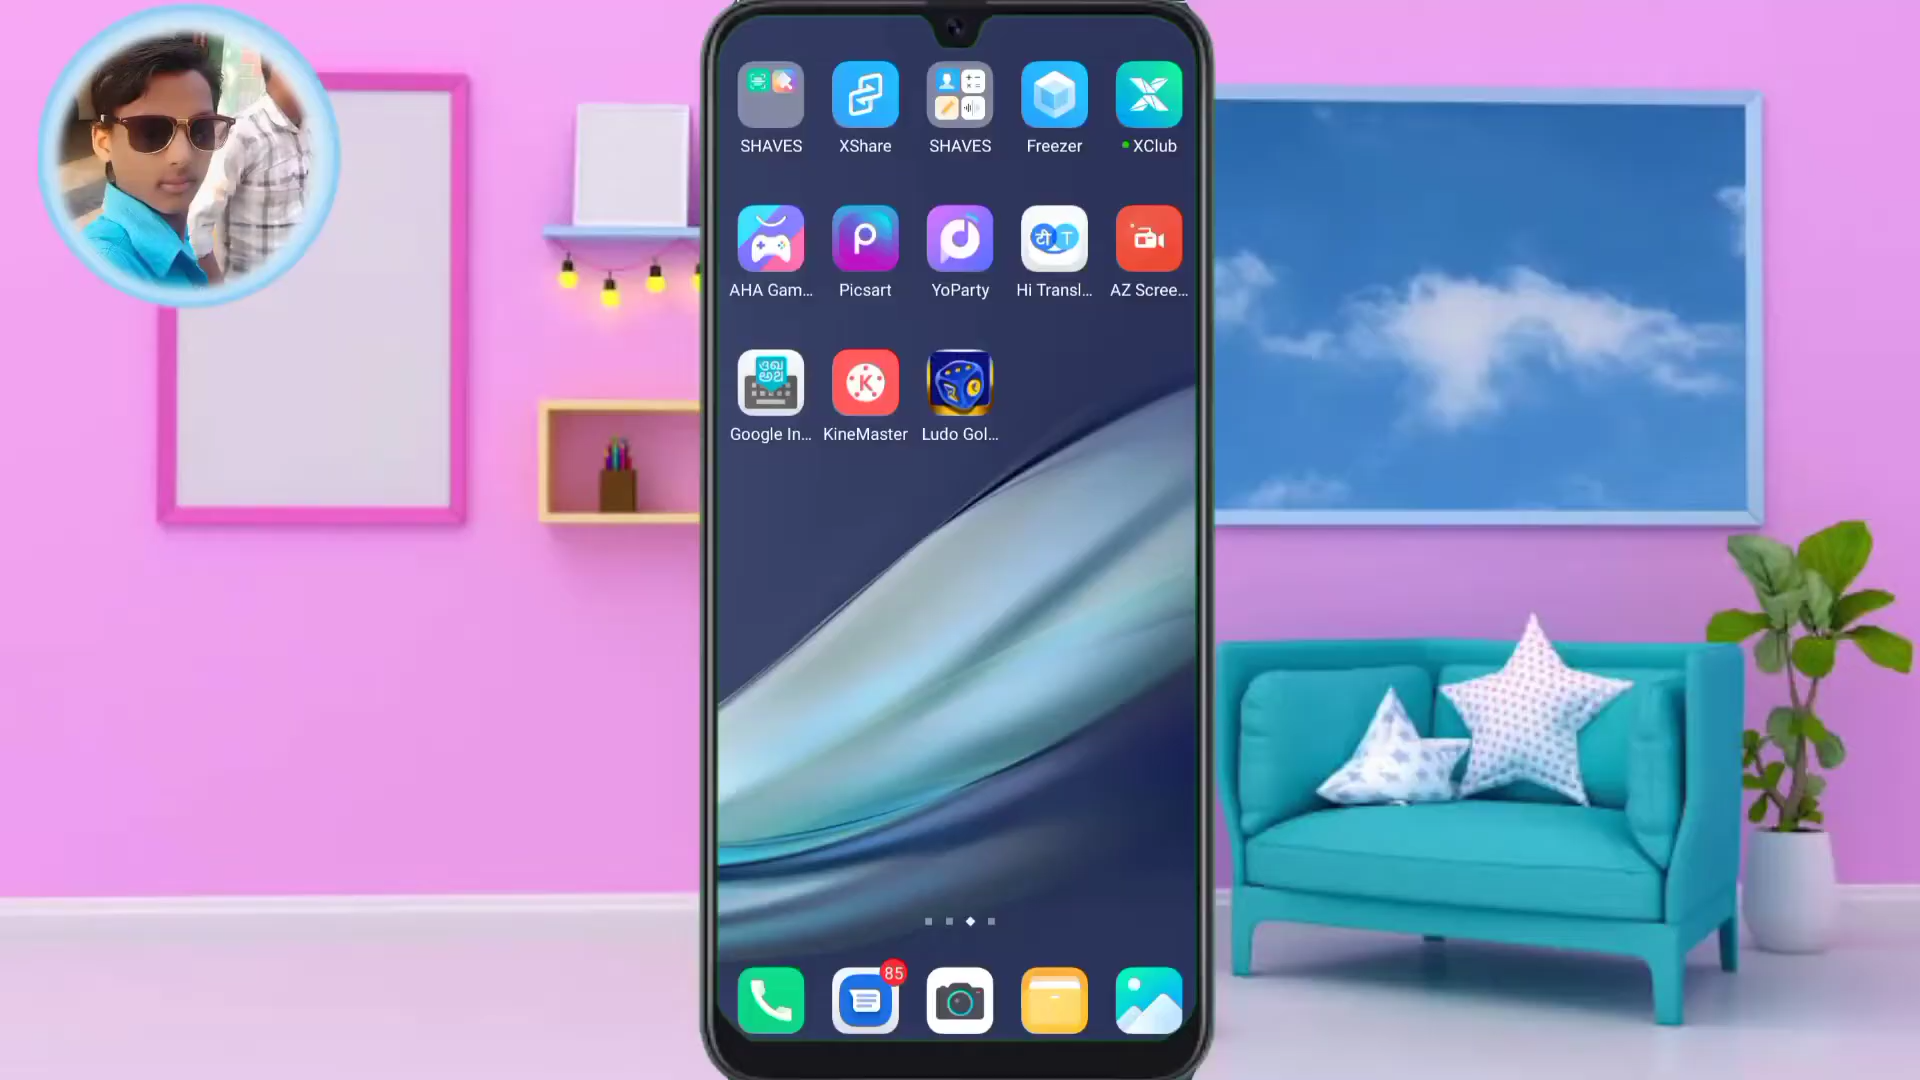 SHAVES XShare SHAVES Freezer XClub
AHA Gam... Picsart YoParty Hi Transl... AZ Scree...
टी T
Google In... KineMaster Ludo Gol...
85